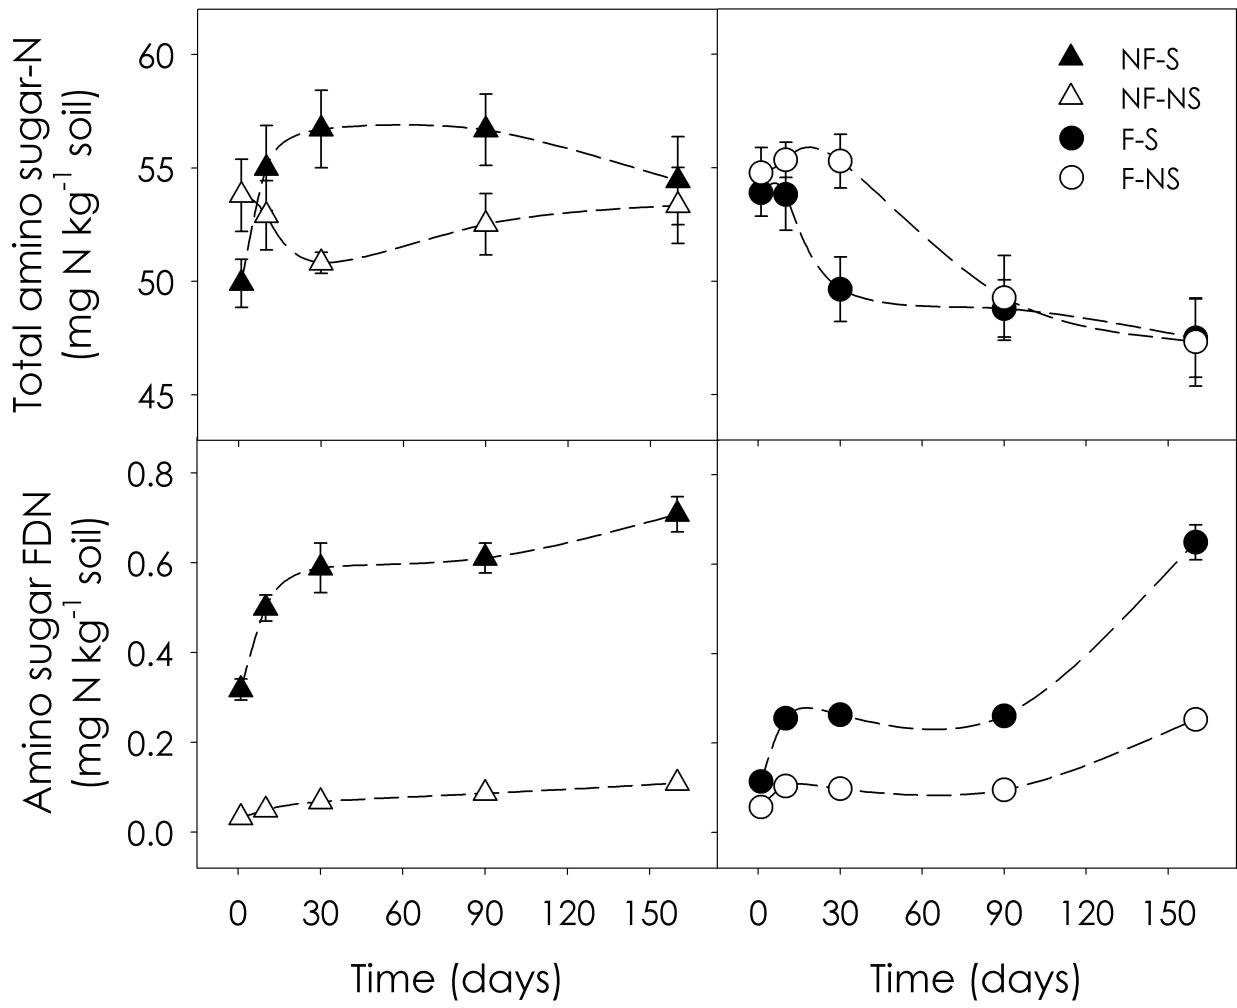 Total amino sugar-N
(mg N kg⁻¹ soil)
60
55
50
45
NF-S
NF-NS
F-S
F-NS
Amino sugar FDN
(mg N kg⁻¹ soil)
0.8
0.6
0.4
0.2
0.0
0 30 60 90 120 150
0 30 60 90 120 150
Time (days)
Time (days)